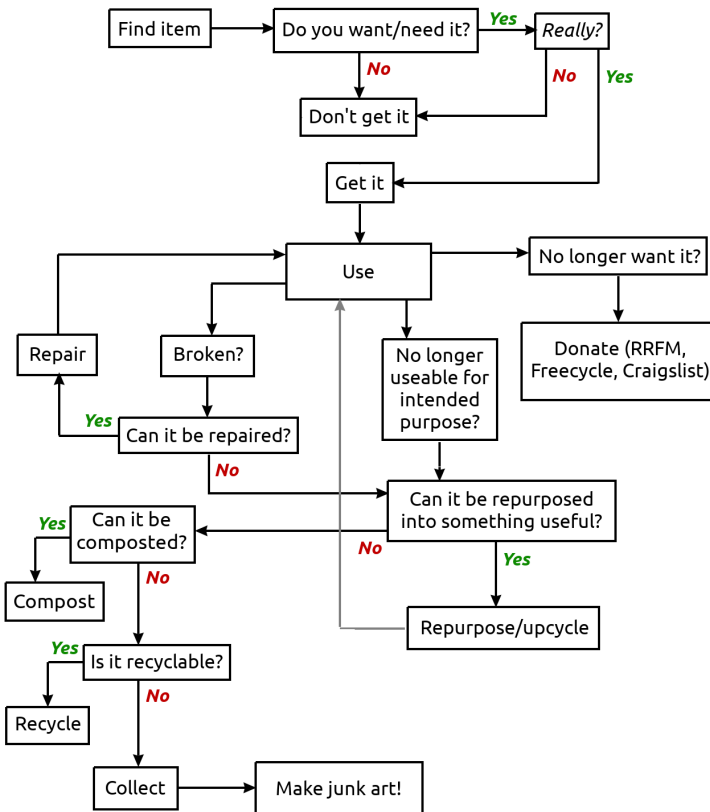 Find item
Do you want/need it?
Yes
Really?
No
No
Yes
Don't get it
Get it
Use
No longer want it?
Repair
Broken?
No longer
useable for
intended
purpose?
Donate (RRFM,
Freecycle, Craigslist)
Yes
Can it be repaired?
No
Can it be repurposed
into something useful?
Yes
Can it be
composted?
No
Yes
No
Compost
Repurpose/upcycle
Yes
Is it recyclable?
No
Recycle
Collect
Make junk art!